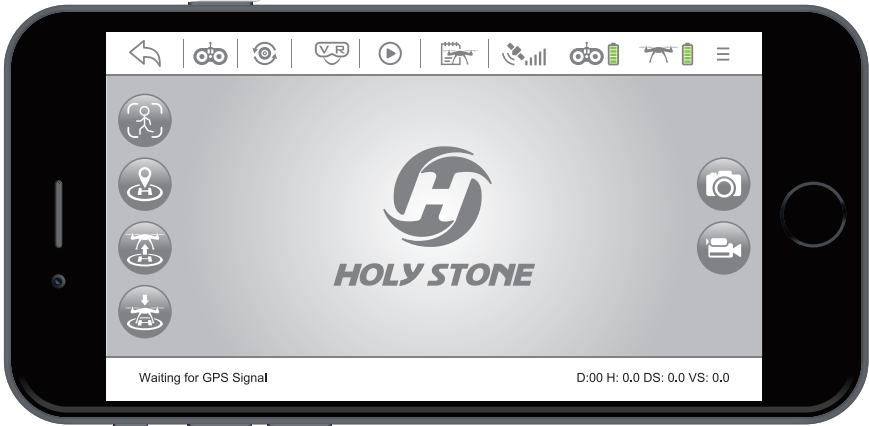 V R
H
HOLY STONE
Waiting for GPS Signal
D:00 H: 0.0 DS: 0.0 VS: 0.0